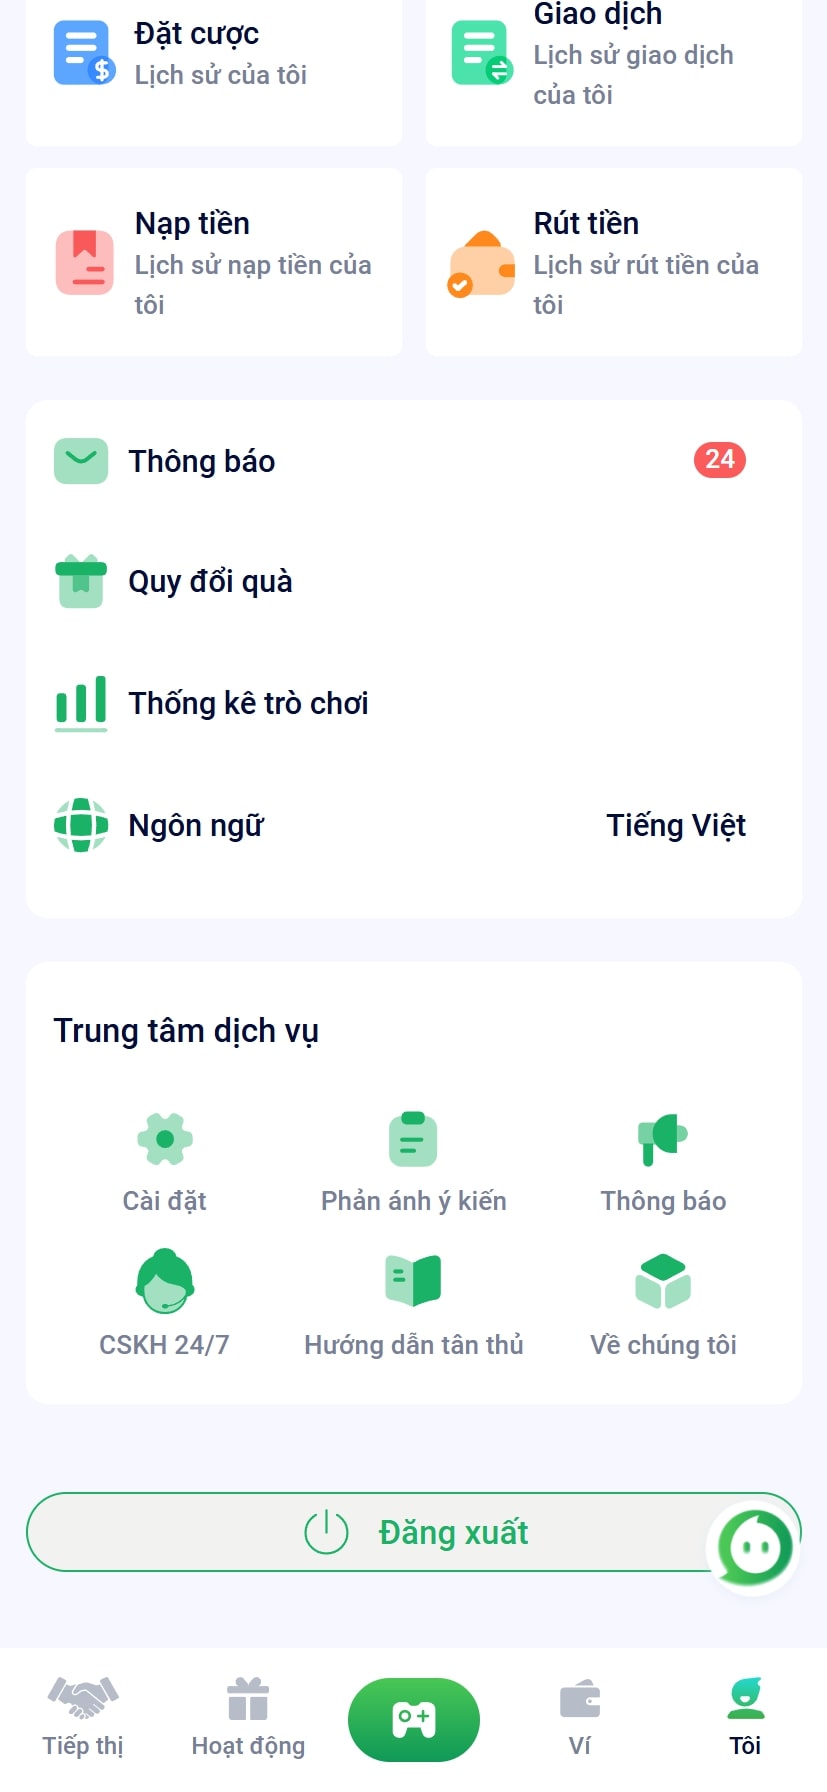 Đặt cược
Lịch sử của tôi
Giao dịch
Lịch sử giao dịch
của tôi
Nạp tiền
Lịch sử nạp tiền của
tôi
Rút tiền
Lịch sử rút tiền của
tôi
Thông báo
24
Quy đổi quà
Thống kê trò chơi
Ngôn ngữ
Tiếng Việt
Trung tâm dịch vụ
Cài đặt
Phản ánh ý kiến
Thông báo
CSKH 24/7
Hướng dẫn tân thủ
Về chúng tôi
Đăng xuất
Tiếp thị
Hoạt động
Ví
Tôi